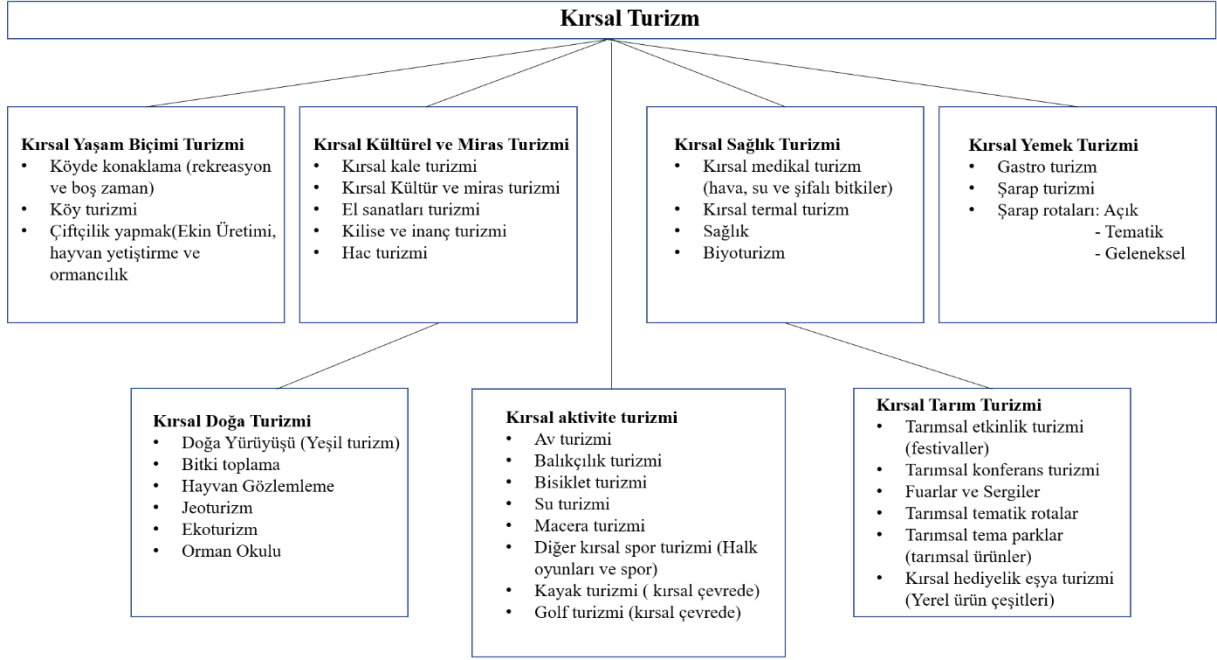 Kırsal Turizm
Kırsal Yaşam Biçimi Turizmi
• Köyde konaklama (rekreasyon
ve boş zaman)
• Köy turizmi
• Çiftçilik yapmak(Ekin Üretimi,
hayvan yetiştirme ve
ormancılık
Kırsal Kültürel ve Miras Turizmi
• Kırsal kale turizmi
• Kırsal Kültür ve miras turizmi
• El sanatları turizmi
• Kilise ve inanç turizmi
• Hac turizmi
Kırsal Sağlık Turizmi
• Kırsal medikal turizm
(hava, su ve şifalı bitkiler)
• Kırsal termal turizm
• Sağlık
• Biyoturizm
Kırsal Yemek Turizmi
• Gastro turizm
• Şarap turizmi
• Şarap rotaları: Açık
- Tematik
- Geleneksel
Kırsal Doğa Turizmi
• Doğa Yürüyüşü (Yeşil turizm)
• Bitki toplama
• Hayvan Gözlemleme
• Jeoturizm
• Ekoturizm
• Orman Okulu
Kırsal aktivite turizmi
• Av turizmi
• Balıkçılık turizmi
• Bisiklet turizmi
• Su turizmi
• Macera turizmi
• Diğer kırsal spor turizmi (Halk
oyunları ve spor)
• Kayak turizmi ( kırsal çevrede)
• Golf turizmi (kırsal çevrede)
Kırsal Tarım Turizmi
• Tarımsal etkinlik turizmi
(festivaller)
• Tarımsal konferans turizmi
• Fuarlar ve Sergiler
• Tarımsal tematik rotalar
• Tarımsal tema parklar
(tarımsal ürünler)
• Kırsal hediyelik eşya turizmi
(Yerel ürün çeşitleri)